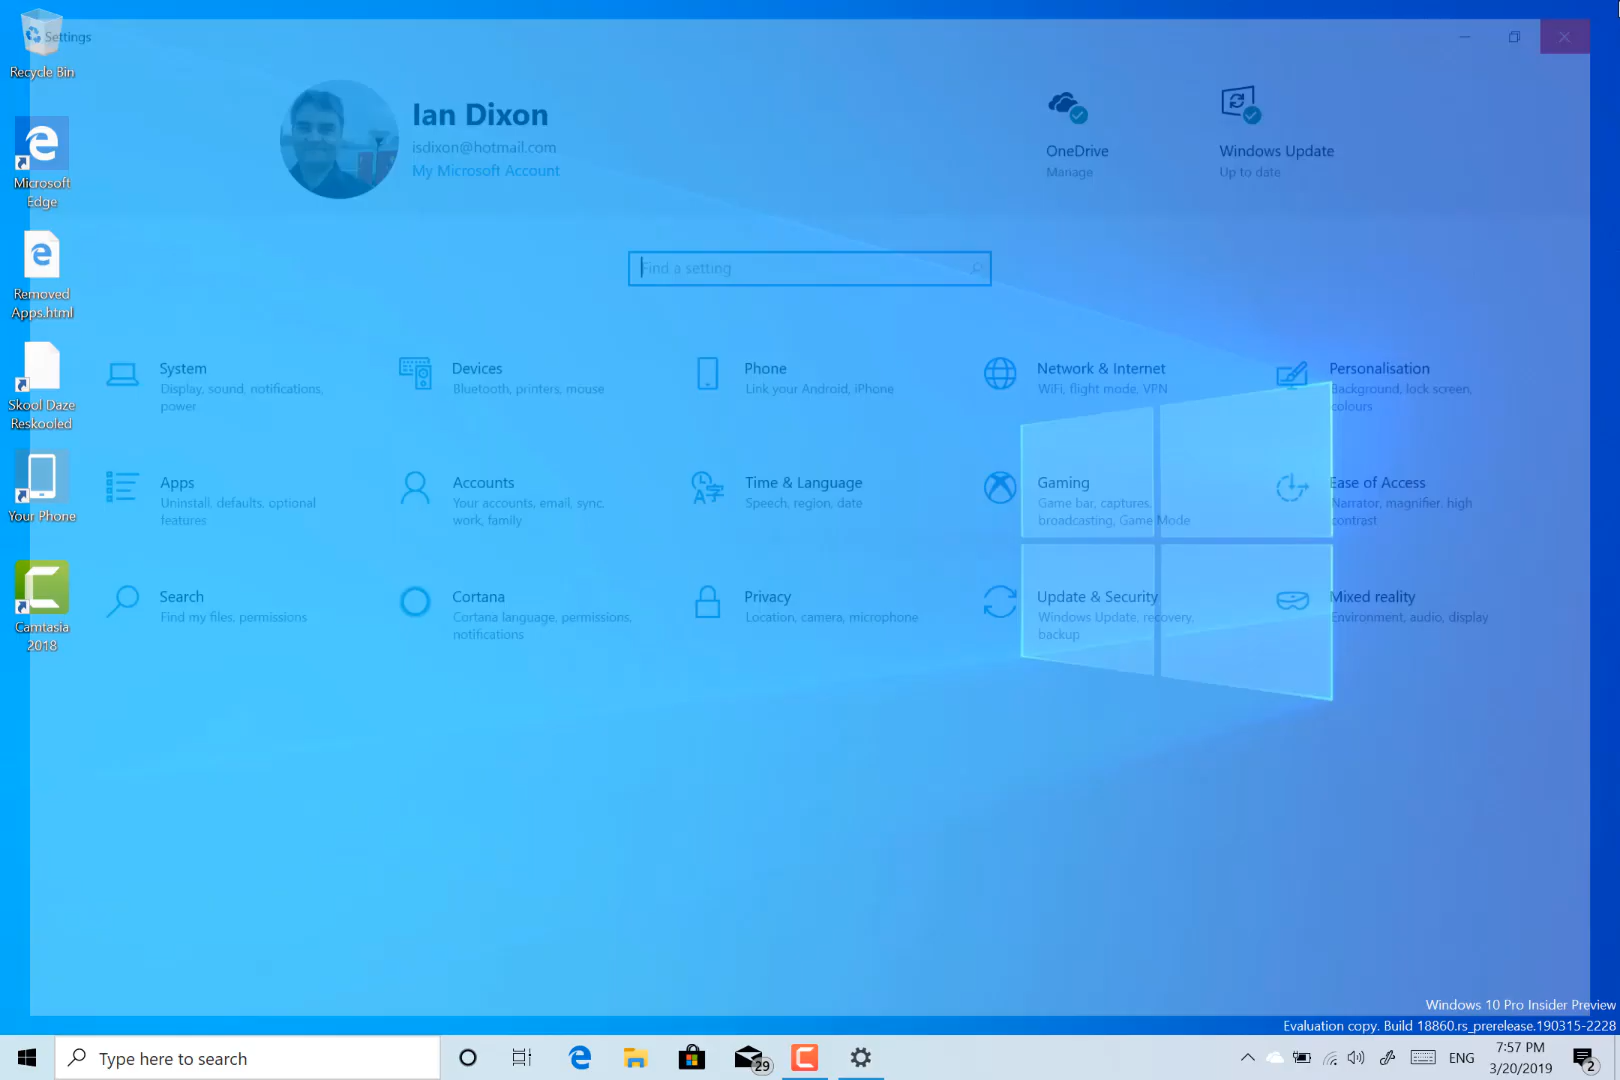 Settings
Recycle Bin
Microsoft
Edge
Removed
Apps.html
Skool Daze
Reskooled
Your Phone
Camtasia
2018
Ian Dixon
isdixon@hotmail.com
My Microsoft Account
OneDrive
Manage
Windows Update
Up to date
Find a setting
System
Display, sound, notifications,
power
Devices
Bluetooth, printers, mouse
Phone
Link your Android, iPhone
Network & Internet
WiFi, flight mode, VPN
Personalisation
Background, lock screen,
colours
Apps
Uninstall, defaults, optional
features
Accounts
Your accounts, email, sync,
work, family
Time & Language
Speech, region, date
Gaming
Game bar, captures,
broadcasting, Game Mode
Ease of Access
Narrator, magnifier, high
contrast
Search
Find my files, permissions
Cortana
Cortana language, permissions,
notifications
Privacy
Location, camera, microphone
Update & Security
Windows Update, recovery,
backup
Mixed reality
Environment, audio, display
Windows 10 Pro Insider Preview
Evaluation copy. Build 18860.rs_prerelease.190315-2228
Type here to search
29
ENG
7:57 PM
3/20/2019
2